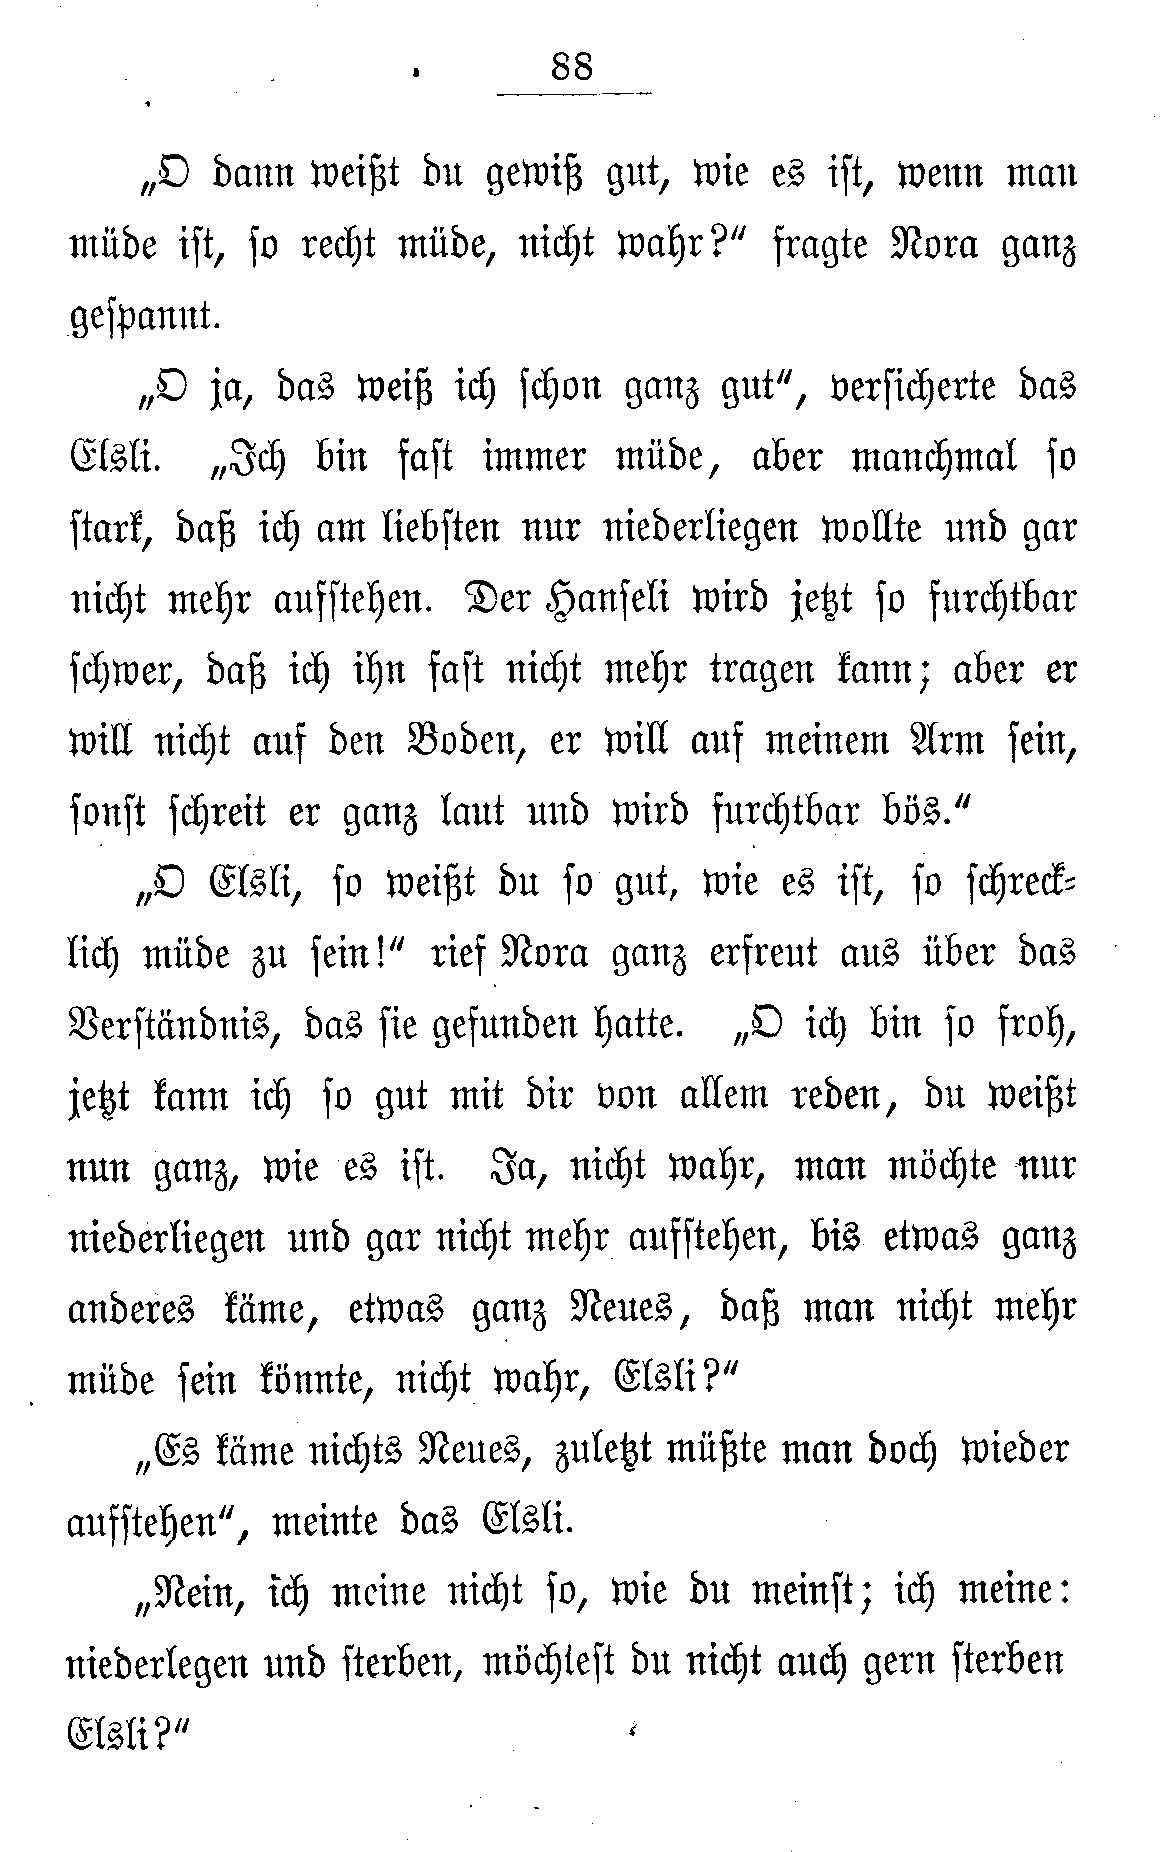 88
„O dann weißt du gewiß gut, wie es ist, wenn man
müde ist, so recht müde, nicht wahr?“ fragte Nora ganz
gespannt.
„O ja, das weiß ich schon ganz gut“, versicherte das
Elsli. „Ich bin fast immer müde, aber manchmal so
stark, daß ich am liebsten nur niederliegen wollte und gar
nicht mehr aufstehen. Der Hanseli wird jetzt so furchtbar
schwer, daß ich ihn fast nicht mehr tragen kann; aber er
will nicht auf den Boden, er will auf meinem Arm sein,
sonst schreit er ganz laut und wird furchtbar bös.“
„O Elsli, so weißt du so gut, wie es ist, so schreck-
lich müde zu sein!“ rief Nora ganz erfreut aus über das
Verständnis, das sie gefunden hatte. „O ich bin so froh,
jetzt kann ich so gut mit dir von allem reden, du weißt
nun ganz, wie es ist. Ja, nicht wahr, man möchte nur
niederliegen und gar nicht mehr aufstehen, bis etwas ganz
anderes käme, etwas ganz Neues, daß man nicht mehr
müde sein könnte, nicht wahr, Elsli?“
„Es käme nichts Neues, zuletzt müßte man doch wieder
aufstehen“, meinte das Elsli.
„Nein, ich meine nicht so, wie du meinst; ich meine:
niederlegen und sterben, möchtest du nicht auch gern sterben
Elsli?“